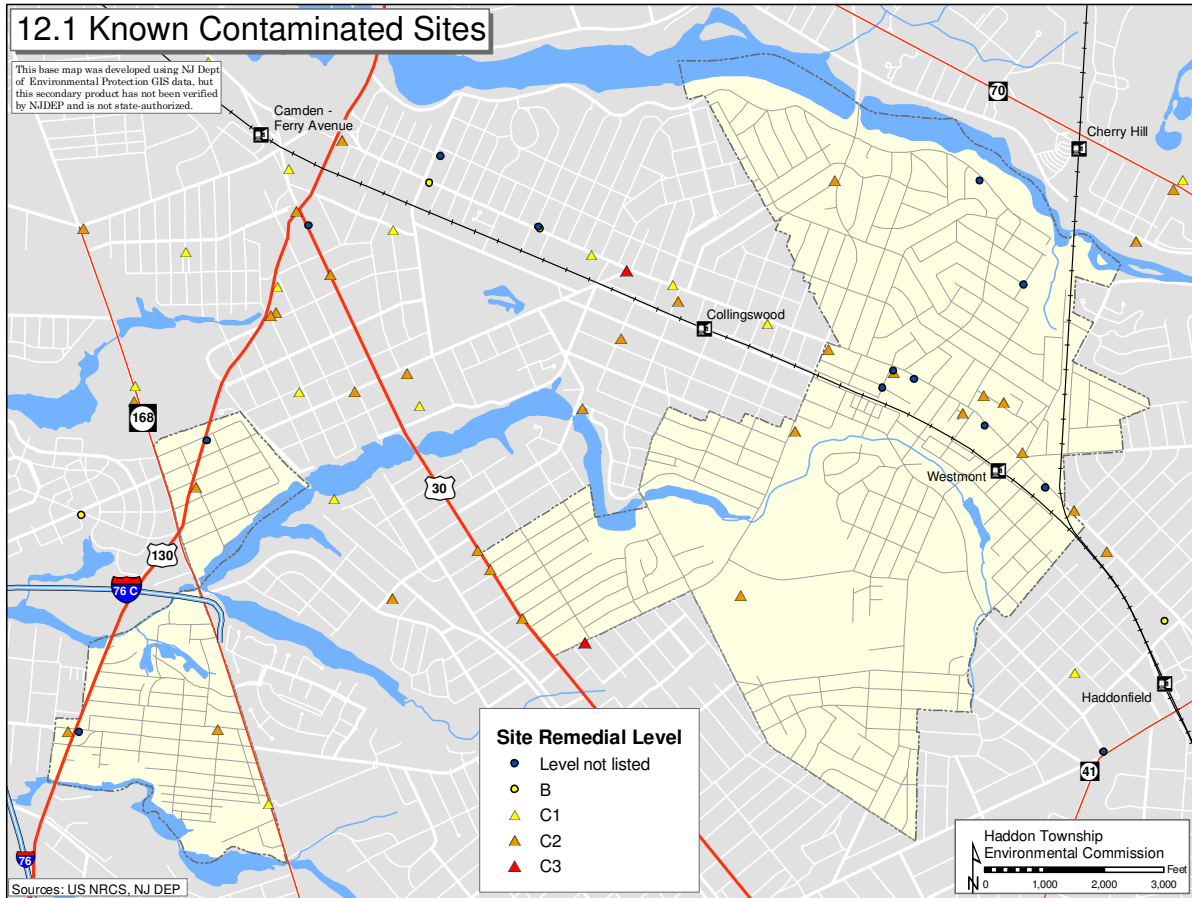 12.1 Known Contaminated Sites
This base map was developed using NJ Dept
of Environmental Protection GIS data, but
this secondary product has not been verified
by NJDEP and is not state-authorized.
Camden -
Ferry Avenue
70
Cherry Hill
Collingswood
168
Westmont
30
130
76 C
Haddonfield
41
76
Site Remedial Level
Level not listed
B
C1
C2
C3
Haddon Township
Environmental Commission
Feet
0 1,000 2,000 3,000
N
Sources: US NRCS, NJ DEP